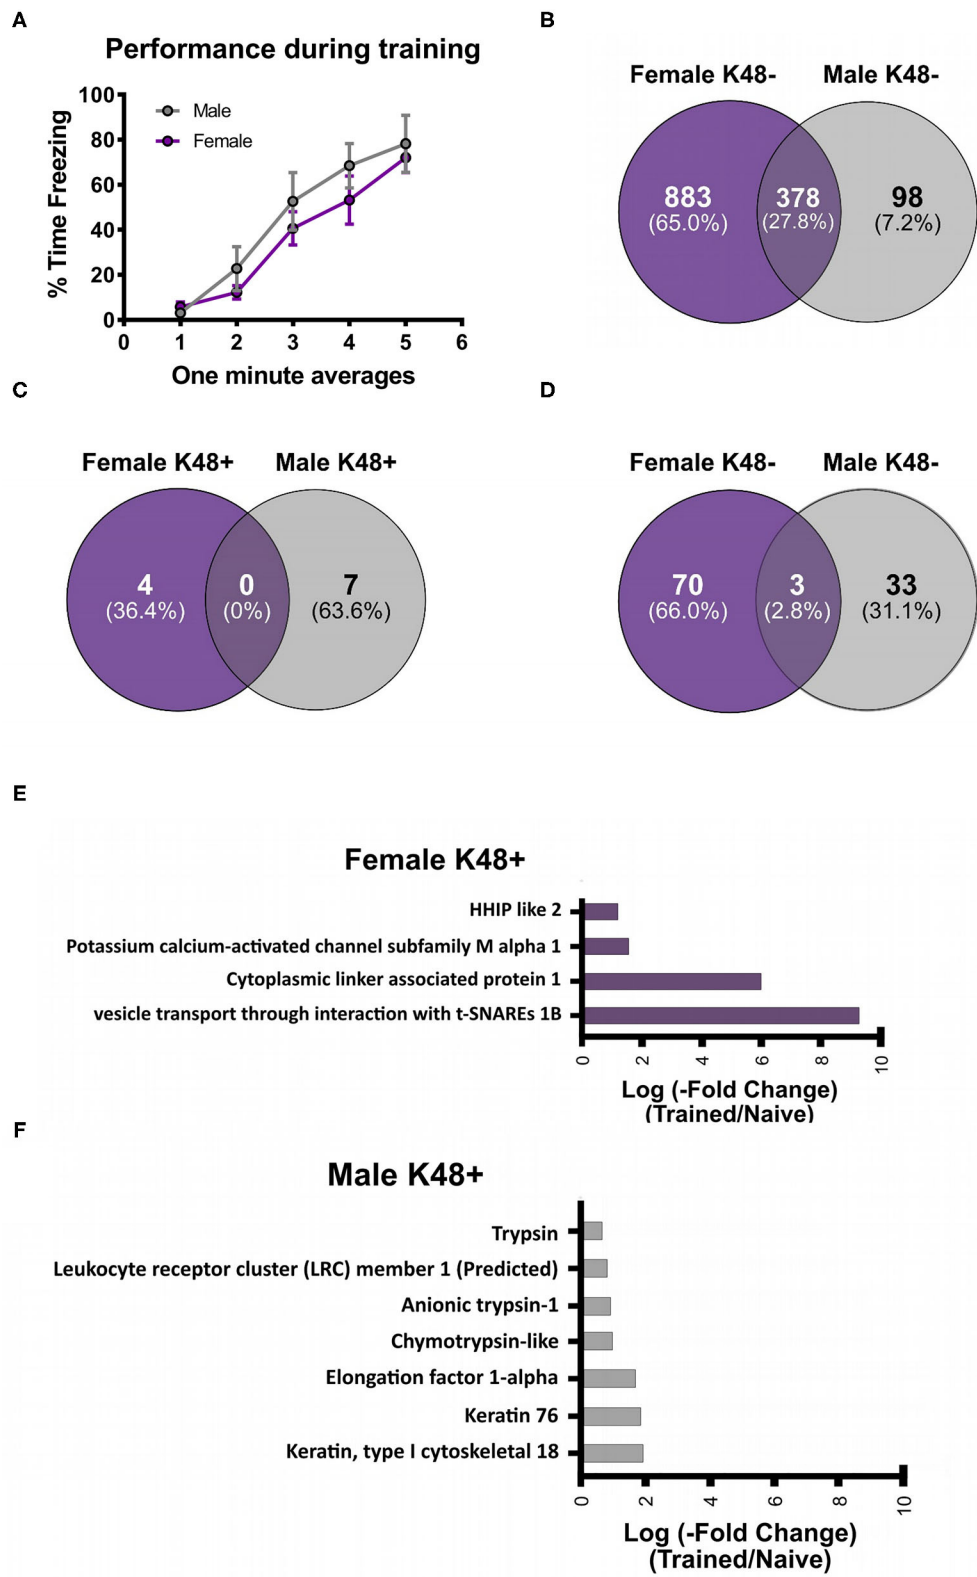 A
Performance during training
% Time Freezing
100
80
60
40
20
0
Male
Female
0 1 2 3 4 5 6
One minute averages
B
Female K48- Male K48-
883 378 98
(65.0%) (27.8%) (7.2%)
C
Female K48+ Male K48+
4 0 7
(36.4%) (0%) (63.6%)
D
Female K48- Male K48-
70 3 33
(66.0%) (2.8%) (31.1%)
E
Female K48+
HHIP like 2
Potassium calcium-activated channel subfamily M alpha 1
Cytoplasmic linker associated protein 1
vesicle transport through interaction with t-SNAREs 1B
0 2 4 6 8 10
Log (-Fold Change)
(Trained/Naive)
F
Male K48+
Trypsin
Leukocyte receptor cluster (LRC) member 1 (Predicted)
Anionic trypsin-1
Chymotrypsin-like
Elongation factor 1-alpha
Keratin 76
Keratin, type I cytoskeletal 18
0 2 4 6 8 10
Log (-Fold Change)
(Trained/Naive)